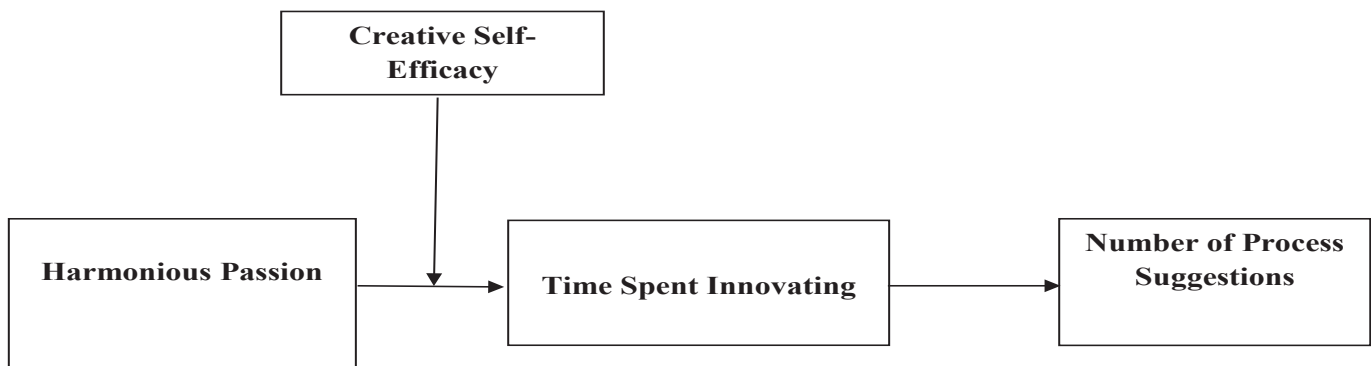 Creative Self-
Efficacy
Harmonious Passion
Time Spent Innovating
Number of Process
Suggestions